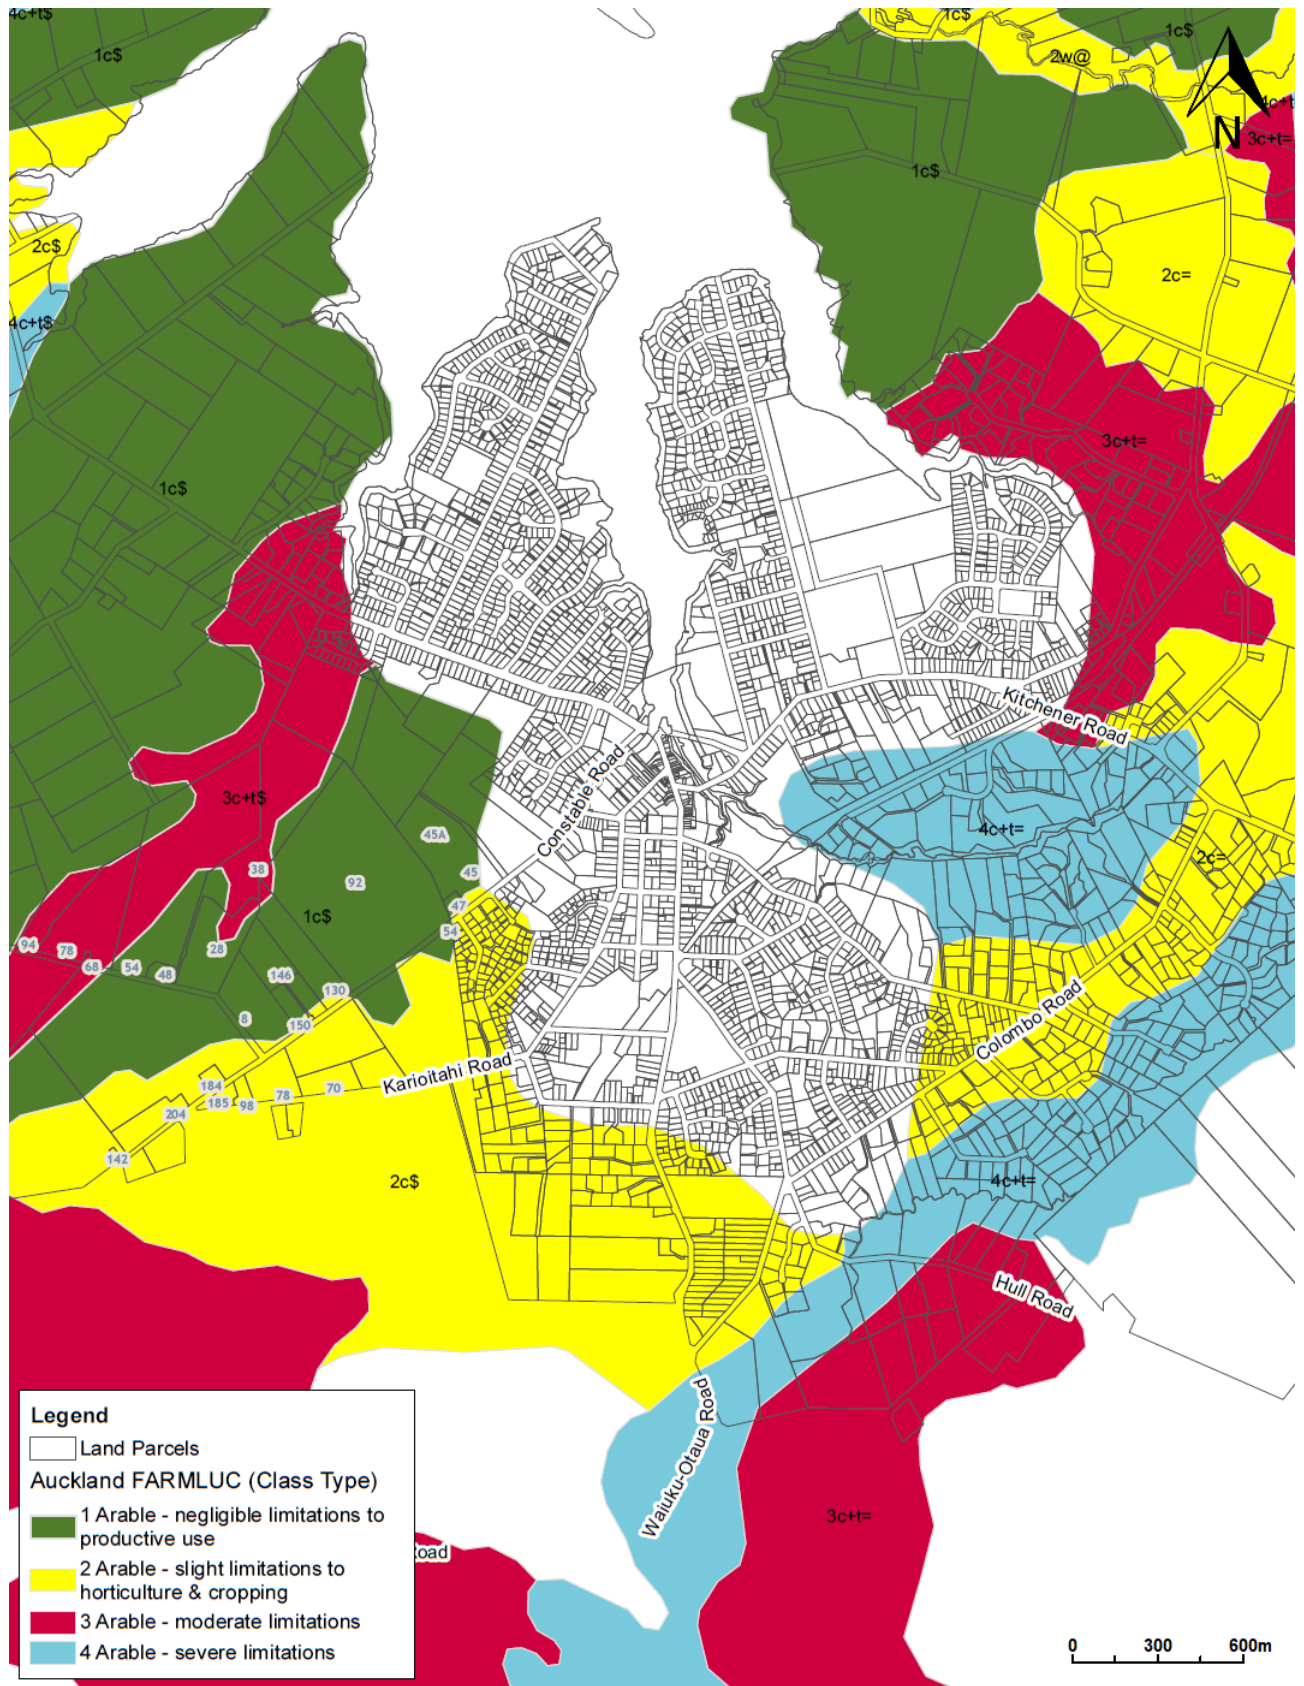 4c+t$
1c$
1c$
1c$
2w@
4c+t
N
3c+t=
1c$
2c$
2c=
4c+t$
3c+t=
1c$
Kitchener Road
Constable Road
3c+t$
4c+t=
45A
2c=
38
45
92
47
1c$
54
94
78
28
68
54
48
146
130
8
150
Colombo Road
Karioitahi Road
184
78
70
185
98
204
142
2c$
4c+t=
Hull Road
Waiuku-Otaua Road
3c+t=
Road
Legend
Land Parcels
Auckland FARMLUC (Class Type)
1 Arable - negligible limitations to
productive use
2 Arable - slight limitations to
horticulture & cropping
3 Arable - moderate limitations
4 Arable - severe limitations
0 300 600m